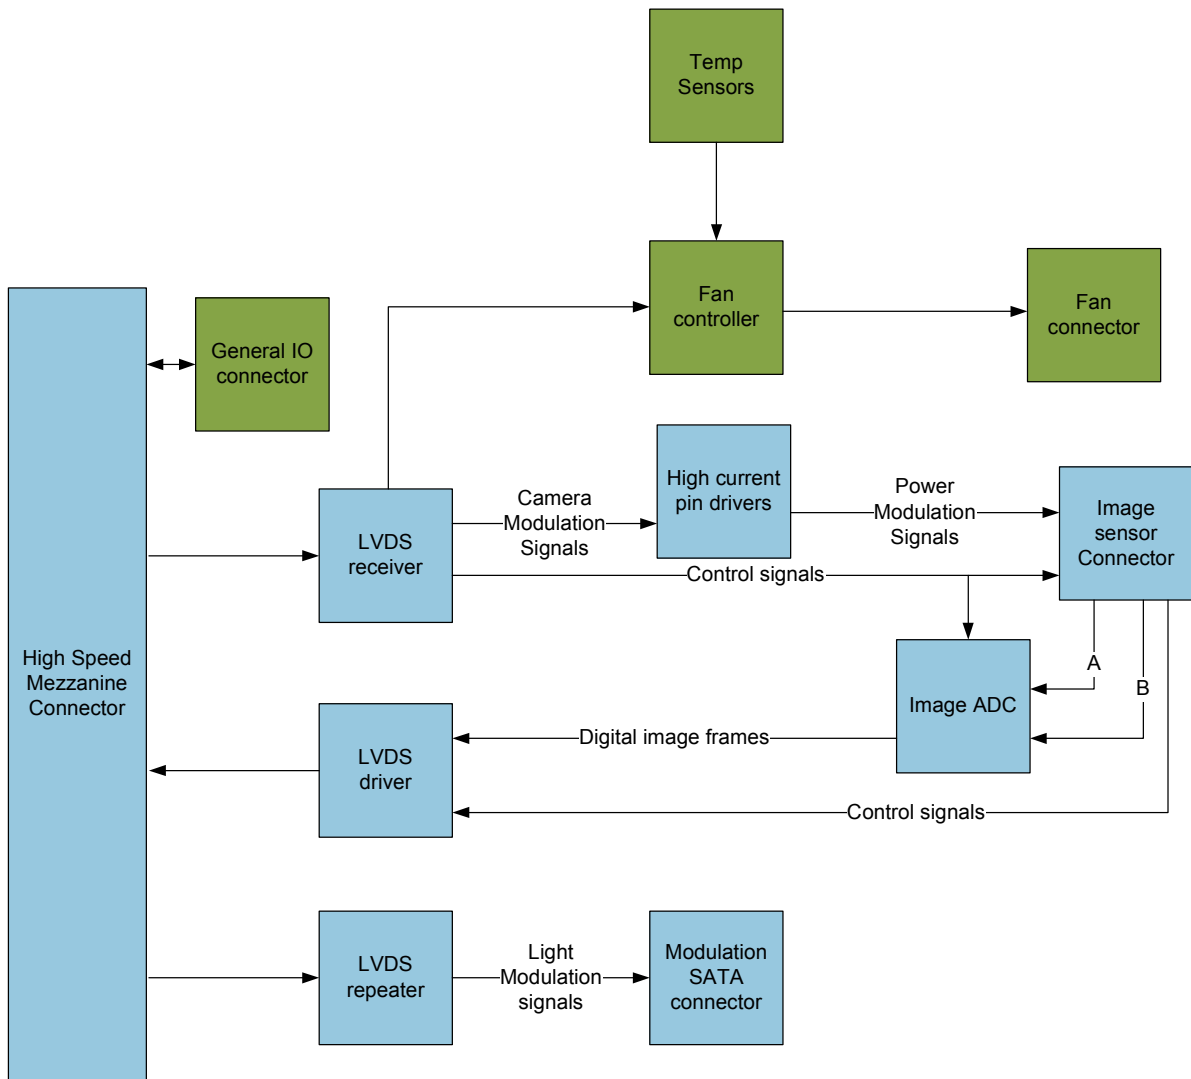 Temp
Sensors
Fan
controller
Fan
connector
General IO
connector
High current
pin drivers
Camera
Modulation
Signals
Power
Modulation
Signals
Image
sensor
Connector
LVDS
receiver
Control signals
High Speed
Mezzanine
Connector
A
B
Image ADC
Digital image frames
LVDS
driver
Control signals
LVDS
repeater
Light
Modulation
signals
Modulation
SATA
connector